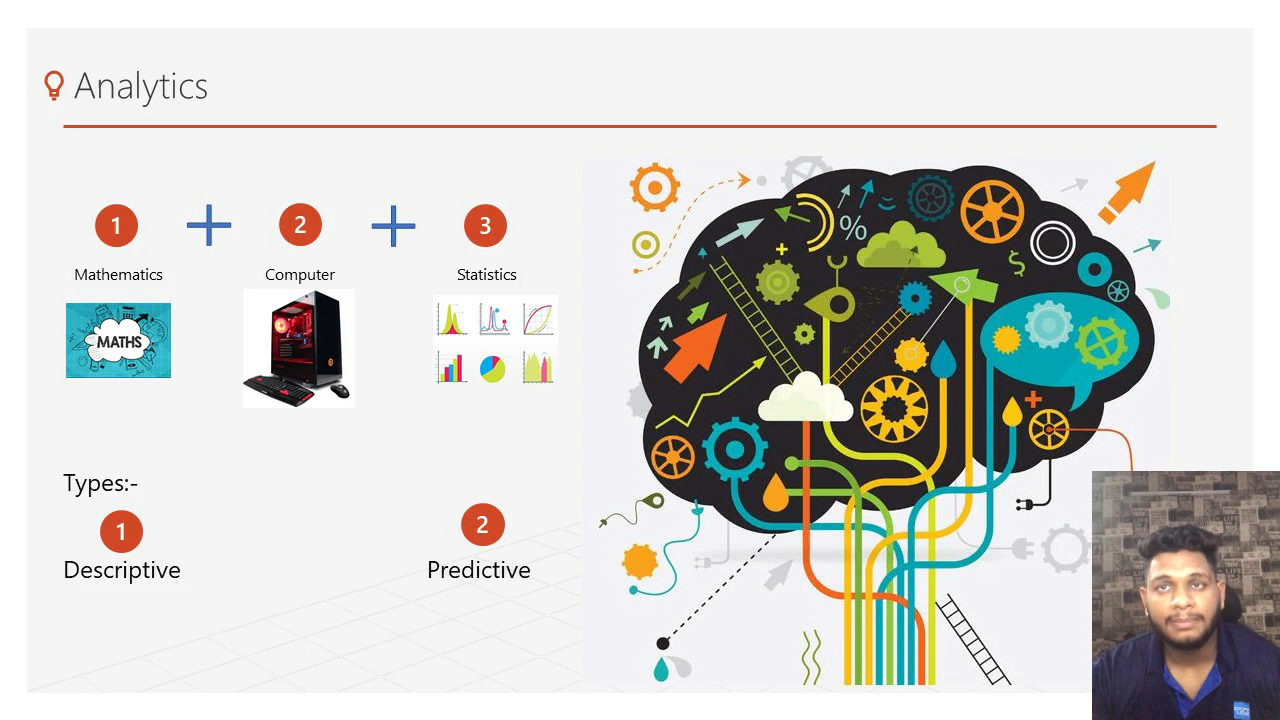 Analytics
1
2
3
Mathematics
Computer
Statistics
MATHS
%
$
Types:-
1
2
Descriptive
Predictive